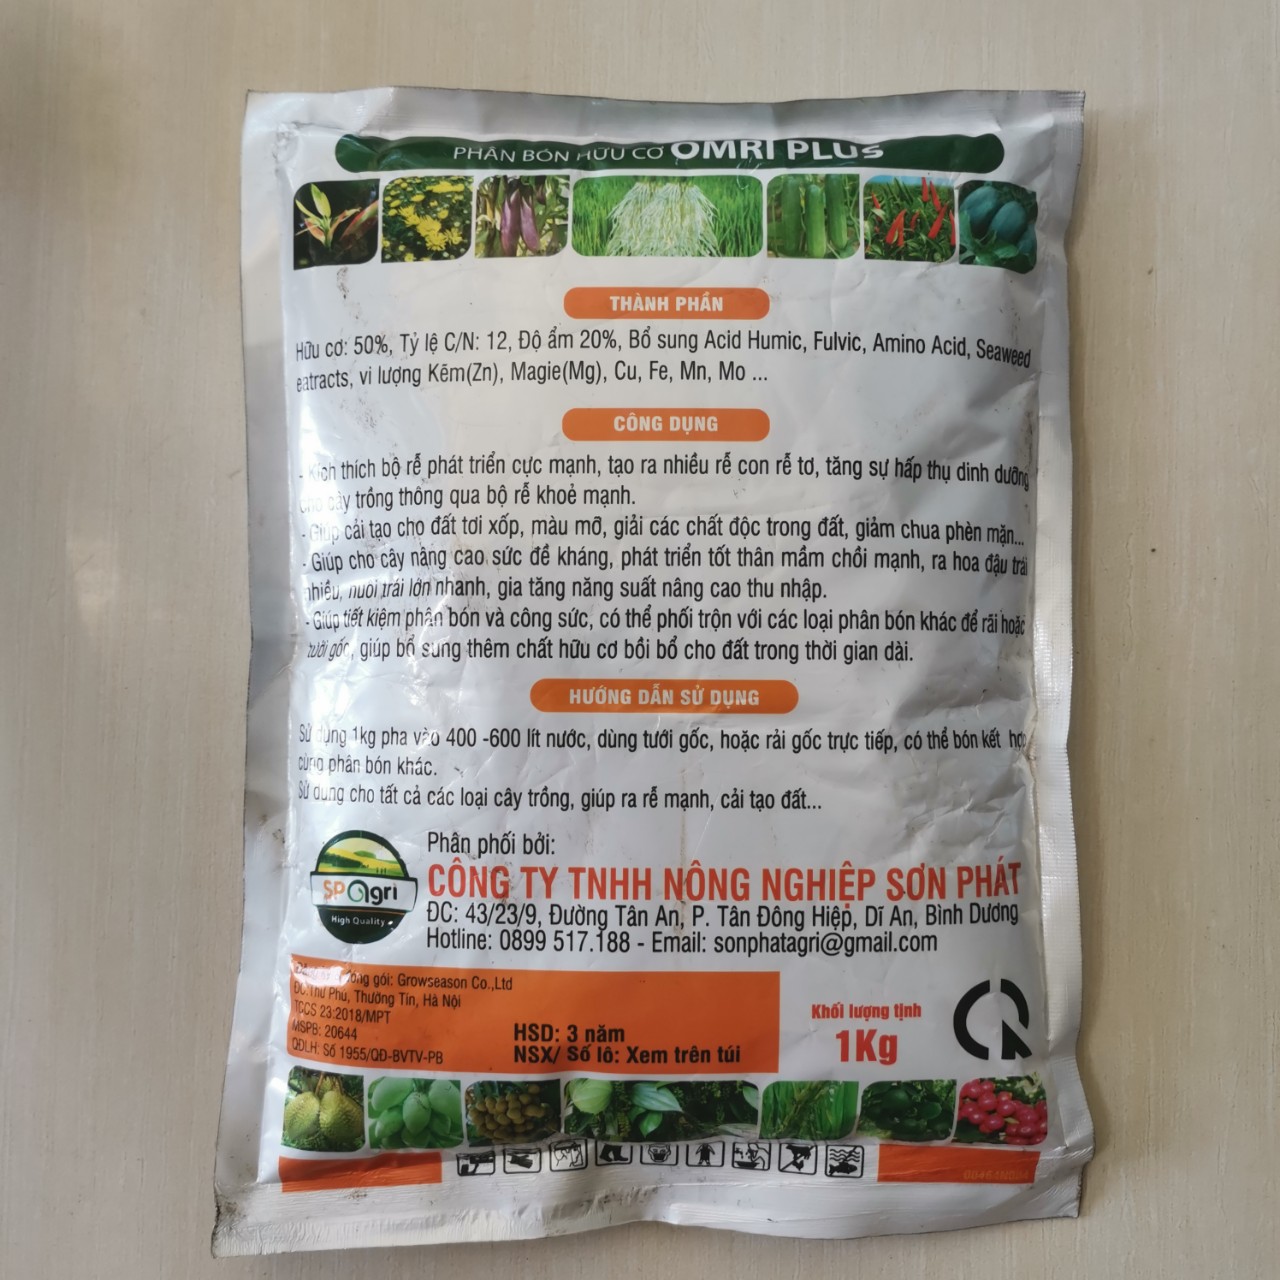 PHÂN BÓN HỮU CƠ OMRI PLUS
THÀNH PHẦN
Hữu cơ: 50%, Tỷ lệ C/N: 12, Độ ẩm 20%, Bổ sung Acid Humic, Fulvic, Amino Acid, Seaweed
eatracts, vi lượng Kẽm(Zn), Magie(Mg), Cu, Fe, Mn, Mo ...
CÔNG DỤNG
- Kích thích bộ rễ phát triển cực mạnh, tạo ra nhiều rễ con rễ tơ, tăng sự hấp thụ dinh dưỡng
cho cây trồng thông qua bộ rễ khoẻ mạnh.
- Giúp cải tạo cho đất tơi xốp, màu mỡ, giải các chất độc trong đất, giảm chua phèn mặn...
- Giúp cho cây nâng cao sức đề kháng, phát triển tốt thân mầm chồi mạnh, ra hoa đậu trái
nhiều, nuôi trái lớn nhanh, gia tăng năng suất nâng cao thu nhập.
- Giúp tiết kiệm phân bón và công sức, có thể phối trộn với các loại phân bón khác để rãi hoặc
tưới gốc, giúp bổ sung thêm chất hữu cơ bồi bổ cho đất trong thời gian dài.
HƯỚNG DẪN SỬ DỤNG
Sử dụng 1kg pha vào 400 -600 lít nước, dùng tưới gốc, hoặc rải gốc trực tiếp, có thể bón kết hợp
cùng phân bón khác.
Sử dụng cho tất cả các loại cây trồng, giúp ra rễ mạnh, cải tạo đất...
Phân phối bởi:
SPagri
High Quality
CÔNG TY TNHH NÔNG NGHIỆP SƠN PHÁT
ĐC: 43/23/9, Đường Tân An, P. Tân Đông Hiệp, Dĩ An, Bình Dương
Hotline: 0899 517.188 - Email: sonphatagri@gmail.com
đóng gói: Growseason Co.,Ltd
ĐC: Thư Phú, Thường Tín, Hà Nội
TCCS 23:2018/MPT
MSPB: 20644
QĐLH: Số 1955/QĐ-BVTV-PB
HSD: 3 năm
NSX/ Số lô: Xem trên túi
Khối lượng tịnh
1Kg